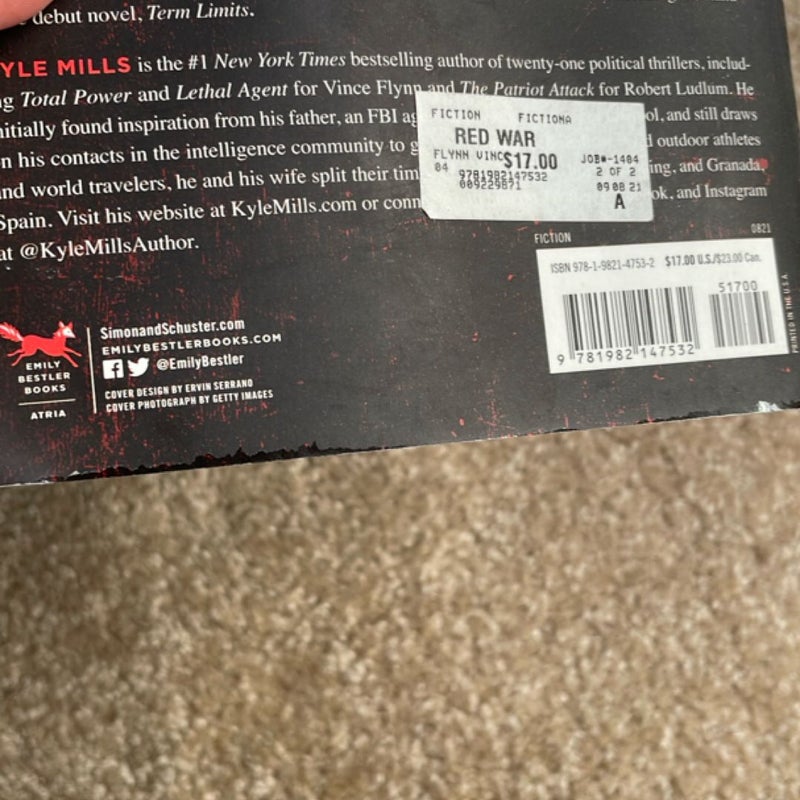 debut novel, Term Limits.
YLE MILLS is the #1 New York Times bestselling author of twenty-one political thrillers, includ-
g Total Power and Lethal Agent for Vince Flynn and The Patriot Attack for Robert Ludlum. He
nitially found inspiration from his father, an FBI ag
ol, and still draws
n his contacts in the intelligence community to g
d outdoor athletes
nd world travelers, he and his wife split their tim
ing, and Granada,
Spain. Visit his website at KyleMills.com or conn
ok, and Instagram
at @KyleMillsAuthor.
FICTION FICTIONA
RED WAR
FLYNN VINC $17.00 JOB#-1404
04 9781982147532 2 OF 2
009229871 09 08 21
A
FICTION 0821
ISBN 978-1-9821-4753-2 $17.00 U.S./$23.00 Can.
51700
9 781982 147532
PRINTED IN THE U.S.A.
EMILY
BESTLER
BOOKS
ATRIA
SimonandSchuster.com
EMILYBESTLERBOOKS.COM
@EmilyBestler
COVER DESIGN BY ERVIN SERRANO
COVER PHOTOGRAPH BY GETTY IMAGES